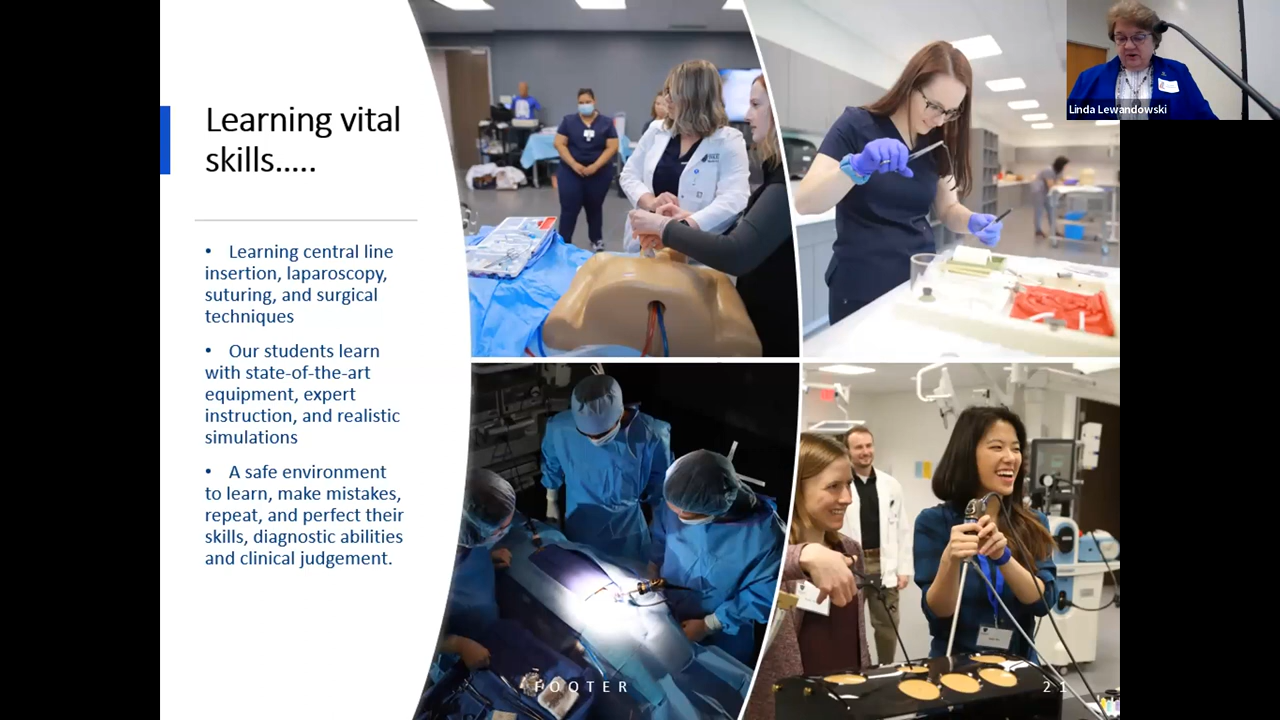 Learning vital
skills.....
• Learning central line
insertion, laparoscopy,
suturing, and surgical
techniques
• Our students learn
with state-of-the-art
equipment, expert
instruction, and realistic
simulations
• A safe environment
to learn, make mistakes,
repeat, and perfect their
skills, diagnostic abilities
and clinical judgement.
Linda Lewandowski
FOOTER
21